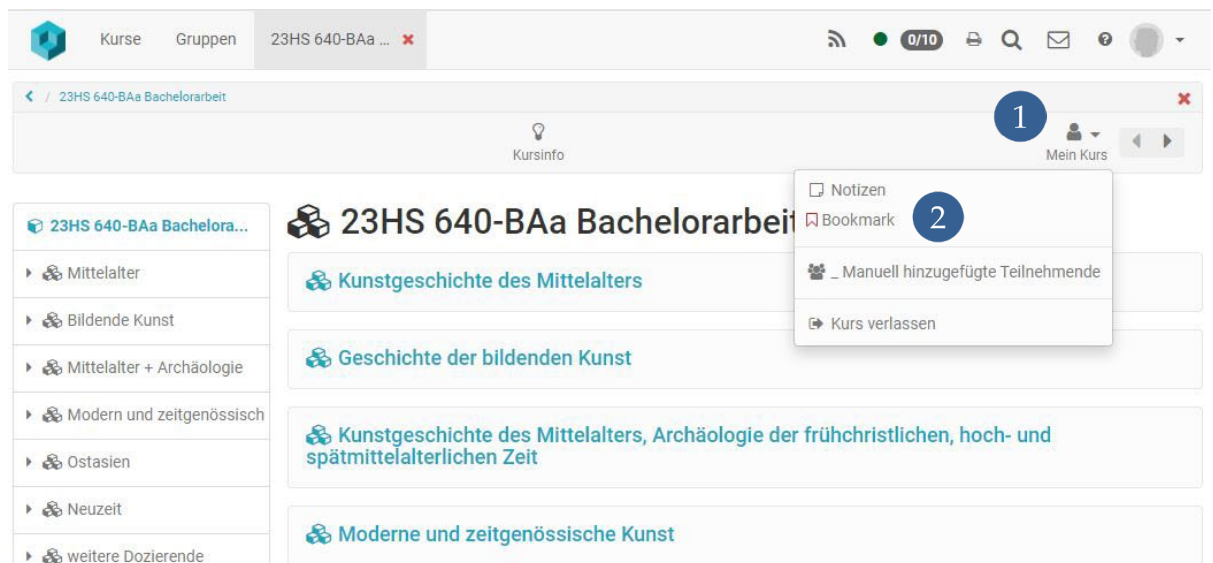 Kurse Gruppen 23HS 640-BAa ... 0/10
/ 23HS 640-BAa Bachelorarbeit
1
Kursinfo
Mein Kurs
Notizen
Bookmark 2
_ Manuell hinzugefügte Teilnehmende
Kurs verlassen
23HS 640-BAa Bachelora...
Mittelalter
Bildende Kunst
Mittelalter + Archäologie
Modern und zeitgenössisch
Ostasien
Neuzeit
weitere Dozierende
23HS 640-BAa Bachelorarbeit
Kunstgeschichte des Mittelalters
Geschichte der bildenden Kunst
Kunstgeschichte des Mittelalters, Archäologie der frühchristlichen, hoch- und
spätmittelalterlichen Zeit
Moderne und zeitgenössische Kunst